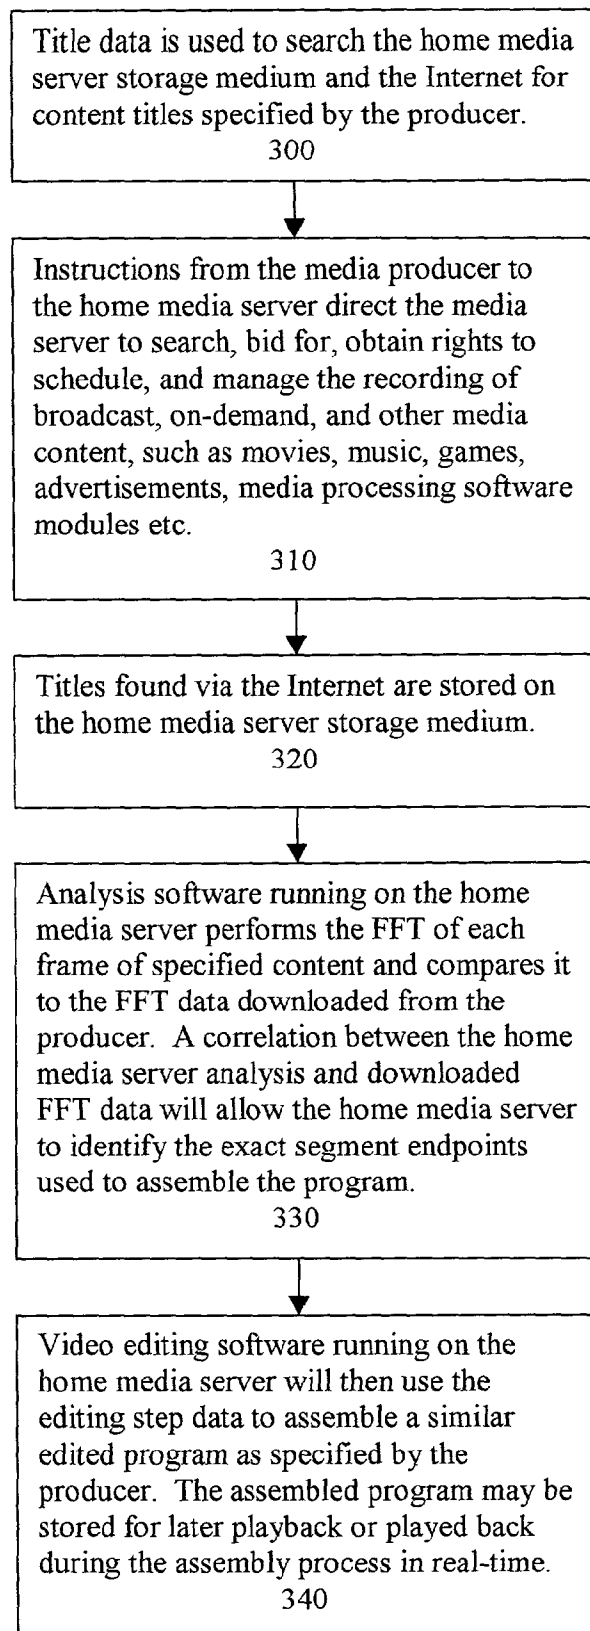 Title data is used to search the home media
server storage medium and the Internet for
content titles specified by the producer.
300
Instructions from the media producer to
the home media server direct the media
server to search, bid for, obtain rights to
schedule, and manage the recording of
broadcast, on-demand, and other media
content, such as movies, music, games,
advertisements, media processing software
modules etc.
310
Titles found via the Internet are stored on
the home media server storage medium.
320
Analysis software running on the home
media server performs the FFT of each
frame of specified content and compares it
to the FFT data downloaded from the
producer.  A correlation between the home
media server analysis and downloaded
FFT data will allow the home media server
to identify the exact segment endpoints
used to assemble the program.
330
Video editing software running on the
home media server will then use the
editing step data to assemble a similar
edited program as specified by the
producer.  The assembled program may be
stored for later playback or played back
during the assembly process in real-time.
340